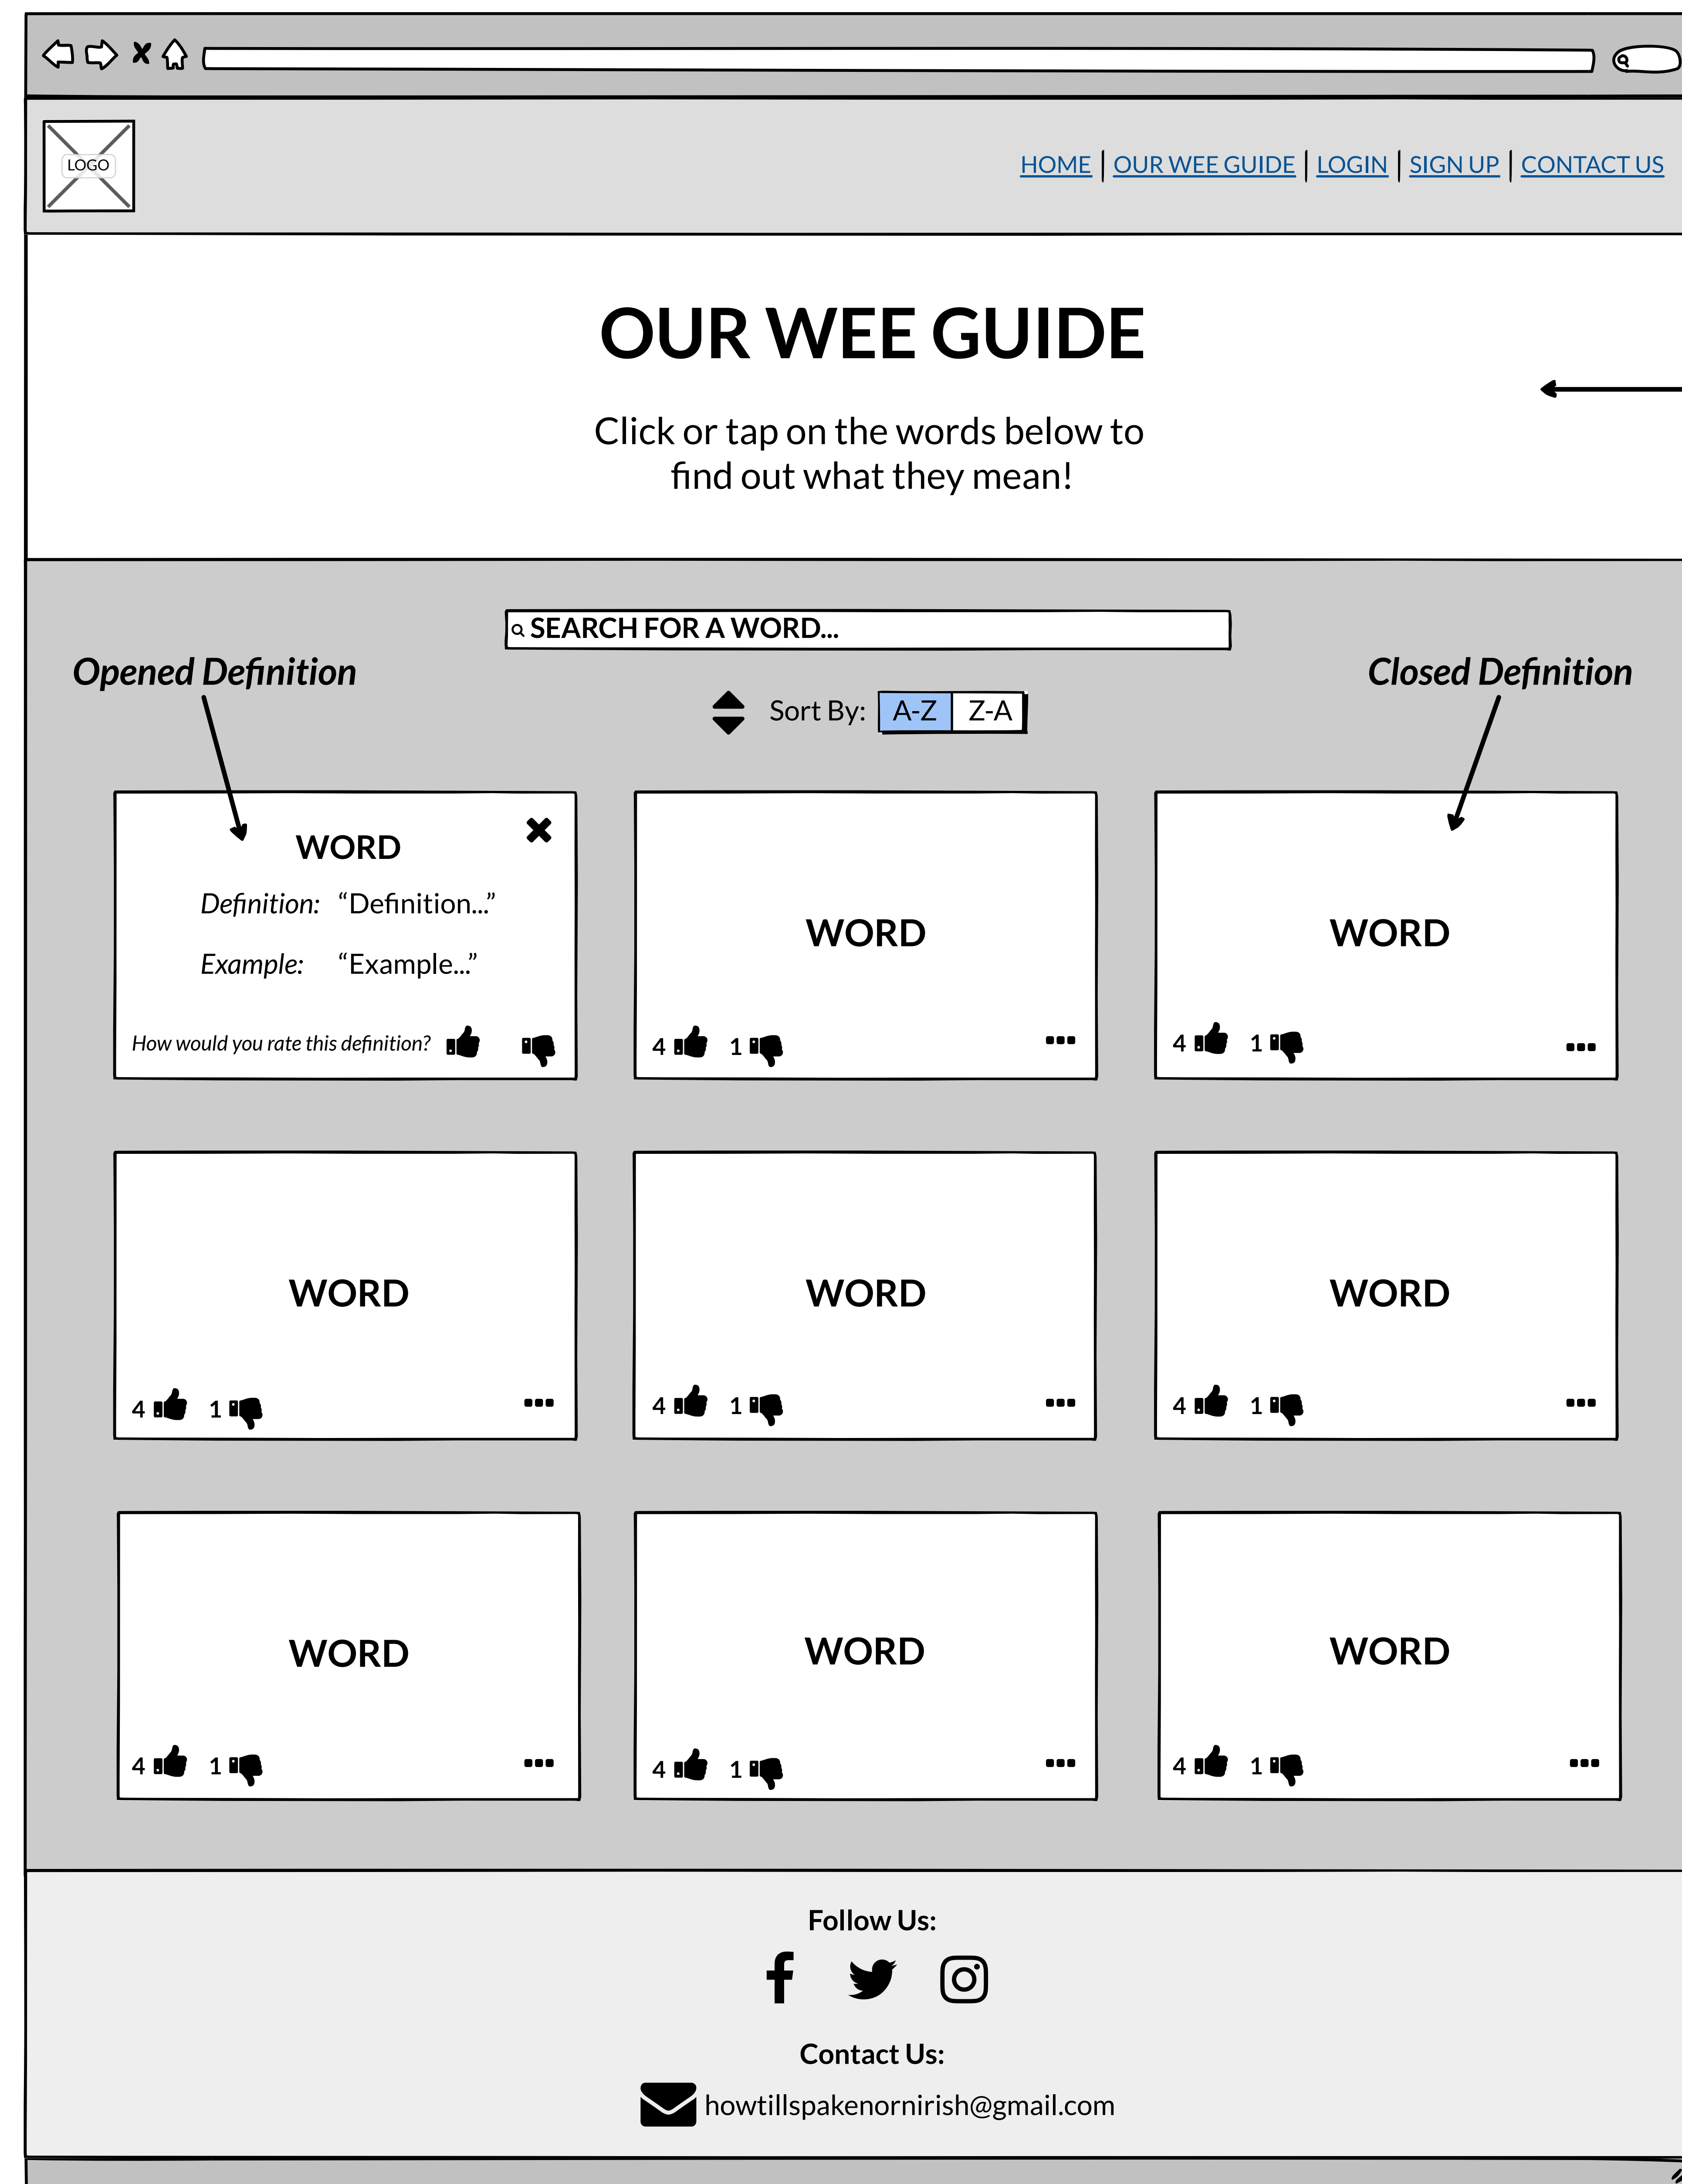 LOGO
HOME | OUR WEE GUIDE | LOGIN | SIGN UP | CONTACT US
OUR WEE GUIDE
Click or tap on the words below to
find out what they mean!
SEARCH FOR A WORD...
Opened Definition
Closed Definition
Sort By: A-Z Z-A
WORD
Definition: “Definition...”
Example: “Example...”
How would you rate this definition?
WORD
4 1
WORD
4 1
WORD
4 1
WORD
4 1
WORD
4 1
WORD
4 1
WORD
4 1
WORD
4 1
Follow Us:
Contact Us:
howtillspakenornirish@gmail.com